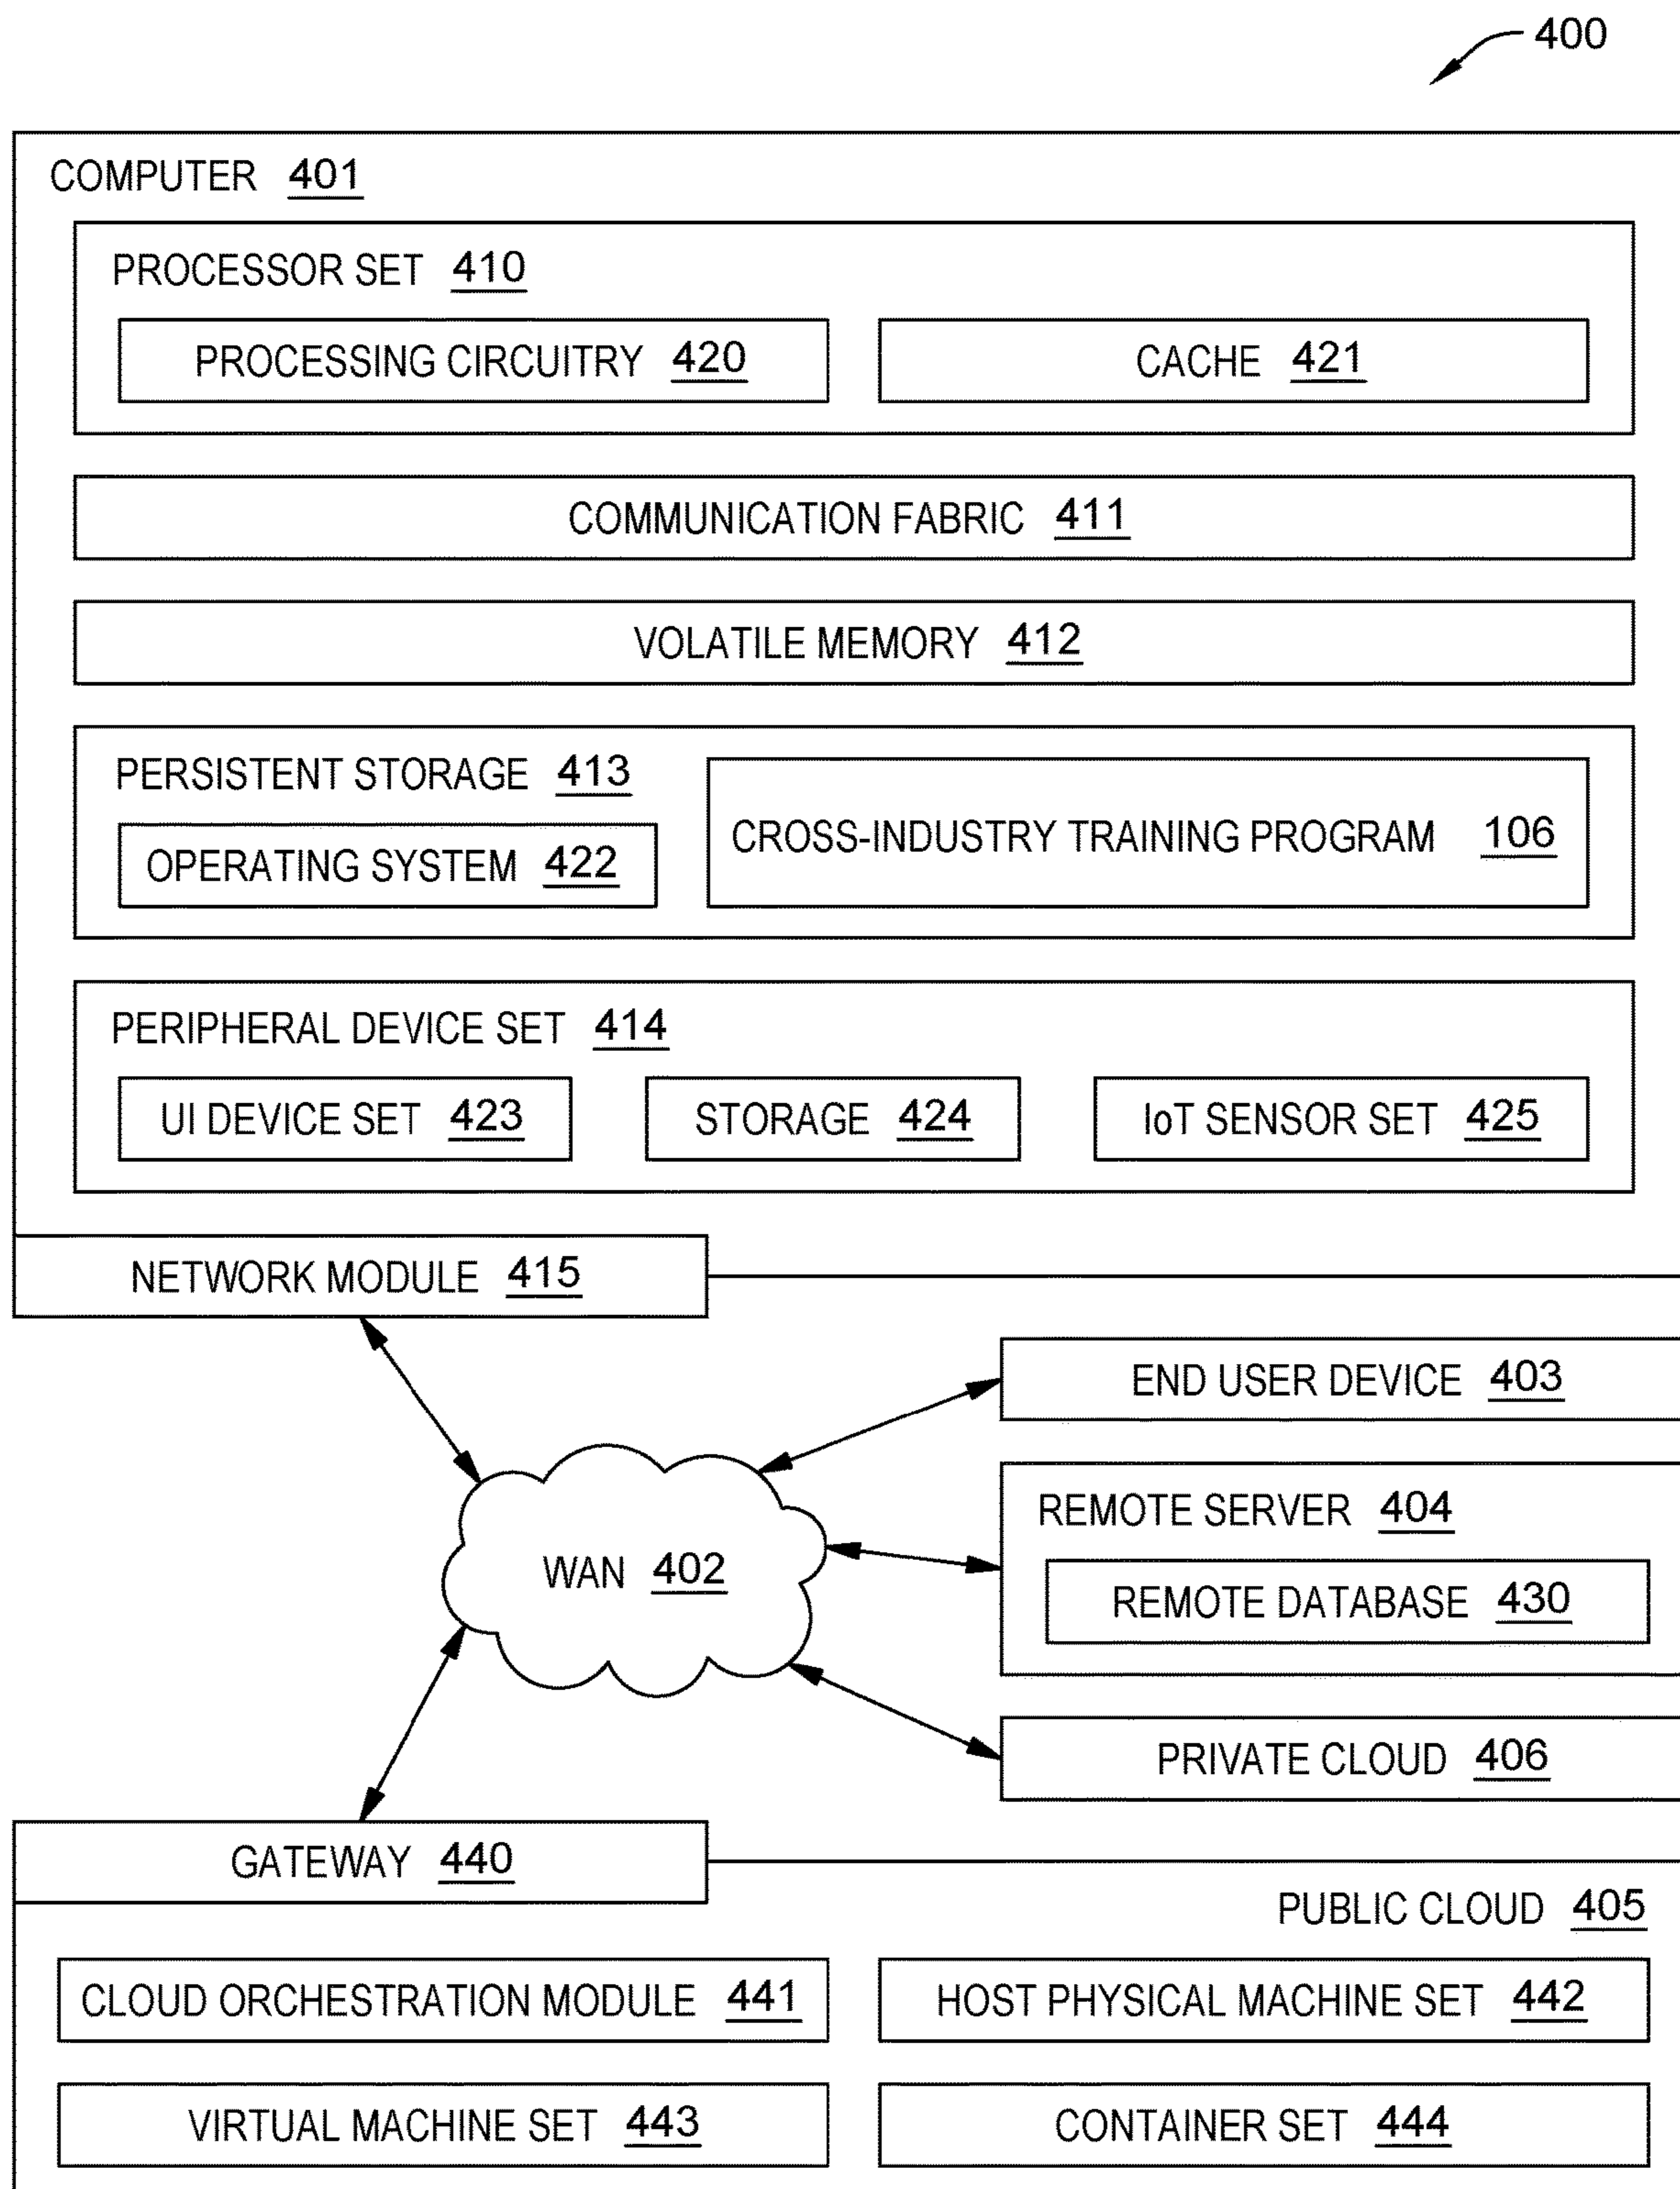 400
COMPUTER 401
PROCESSOR SET 410
PROCESSING CIRCUITRY 420
CACHE 421
COMMUNICATION FABRIC 411
VOLATILE MEMORY 412
PERSISTENT STORAGE 413
OPERATING SYSTEM 422
CROSS-INDUSTRY TRAINING PROGRAM 106
PERIPHERAL DEVICE SET 414
UI DEVICE SET 423
STORAGE 424
IoT SENSOR SET 425
NETWORK MODULE 415
END USER DEVICE 403
REMOTE SERVER 404
WAN 402
REMOTE DATABASE 430
PRIVATE CLOUD 406
GATEWAY 440
PUBLIC CLOUD 405
CLOUD ORCHESTRATION MODULE 441
HOST PHYSICAL MACHINE SET 442
VIRTUAL MACHINE SET 443
CONTAINER SET 444